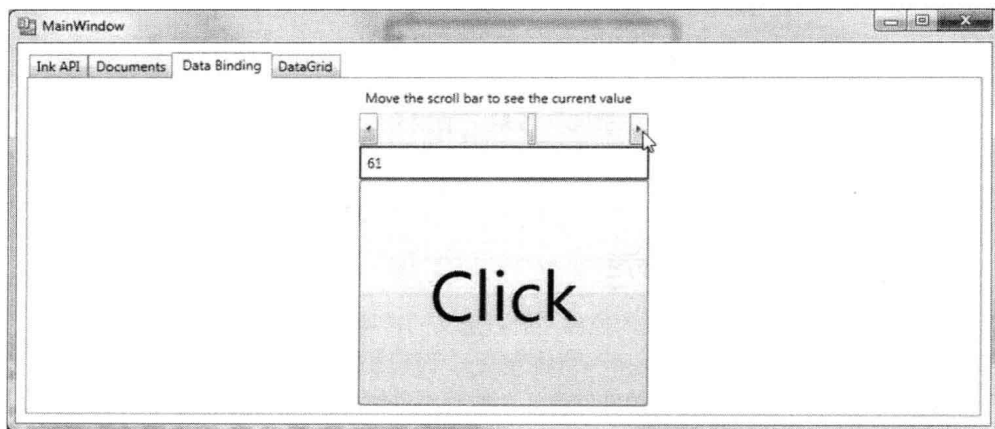 MainWindow
Ink API Documents Data Binding DataGrid
Move the scroll bar to see the current value
61
Click